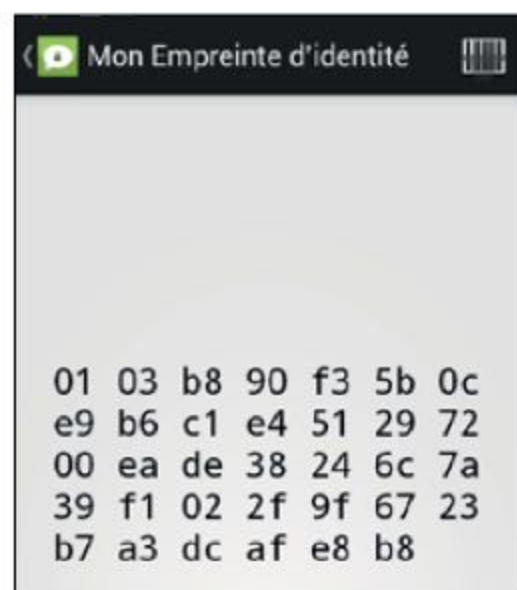 Mon Empreinte d'identité
01 03 b8 90 f3 5b 0c
e9 b6 c1 e4 51 29 72
00 ea de 38 24 6c 7a
39 f1 02 2f 9f 67 23
b7 a3 dc af e8 b8